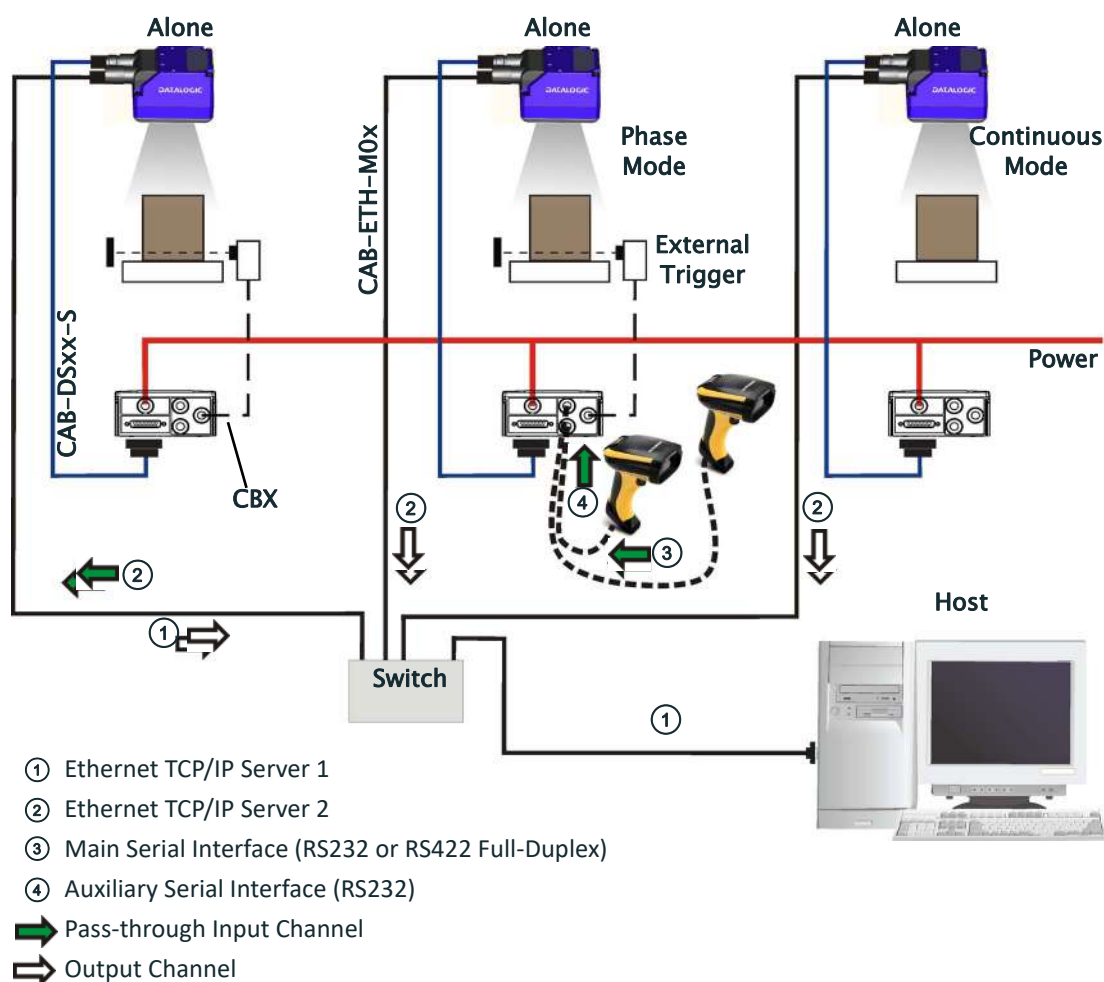 Alone
Alone
Alone
DATALOGIC
DATALOGIC
DATALOGIC
Phase
Mode
Continuous
Mode
CAB-ETH-M0x
External
Trigger
CAB-DSxx-S
Power
CBX
4
2
2
3
2
1
Host
Switch
1
1 Ethernet TCP/IP Server 1
2 Ethernet TCP/IP Server 2
3 Main Serial Interface (RS232 or RS422 Full-Duplex)
4 Auxiliary Serial Interface (RS232)
Pass-through Input Channel
Output Channel